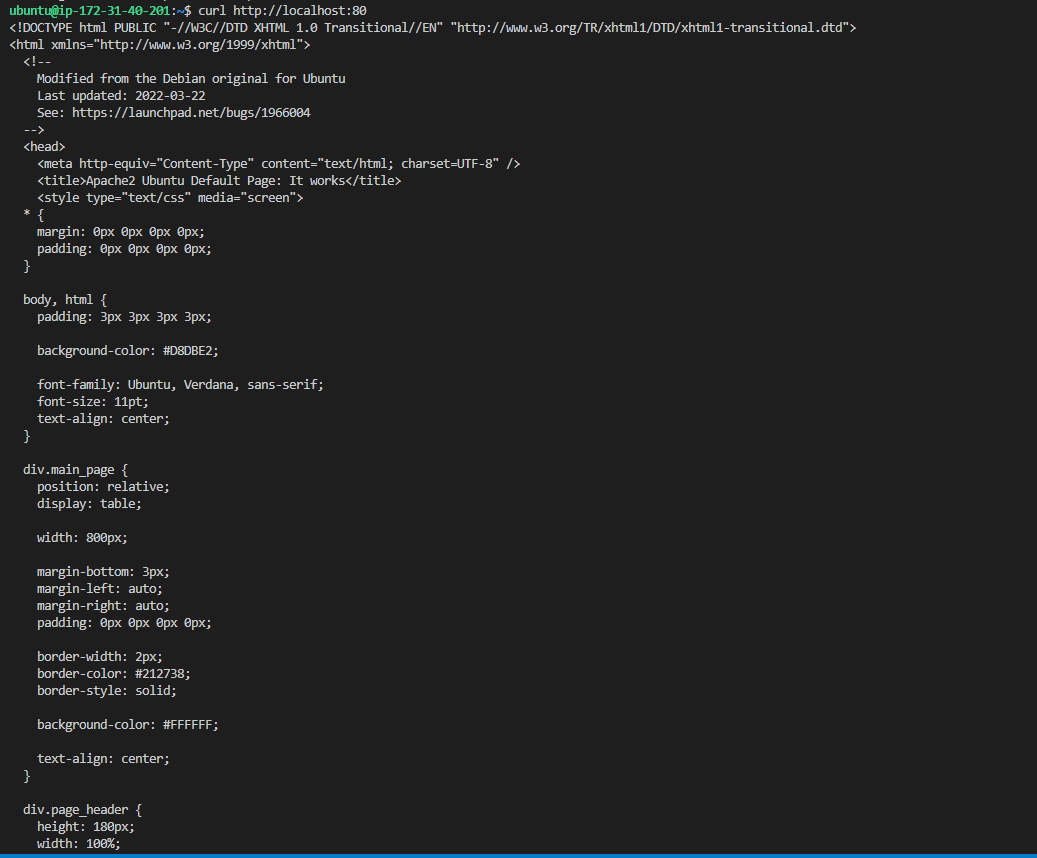 ubuntu@ip-172-31-40-201:~$ curl http://localhost:80
<!DOCTYPE html PUBLIC "-//W3C//DTD XHTML 1.0 Transitional//EN" "http://www.w3.org/TR/xhtml1/DTD/xhtml1-transitional.dtd">
<html xmlns="http://www.w3.org/1999/xhtml">
  <!--
    Modified from the Debian original for Ubuntu
    Last updated: 2022-03-22
    See: https://launchpad.net/bugs/1966004
  -->
  <head>
    <meta http-equiv="Content-Type" content="text/html; charset=UTF-8" />
    <title>Apache2 Ubuntu Default Page: It works</title>
    <style type="text/css" media="screen">
  * {
    margin: 0px 0px 0px 0px;
    padding: 0px 0px 0px 0px;
  }

  body, html {
    padding: 3px 3px 3px 3px;

    background-color: #D8DBE2;

    font-family: Ubuntu, Verdana, sans-serif;
    font-size: 11pt;
    text-align: center;
  }

  div.main_page {
    position: relative;
    display: table;

    width: 800px;

    margin-bottom: 3px;
    margin-left: auto;
    margin-right: auto;
    padding: 0px 0px 0px 0px;

    border-width: 2px;
    border-color: #212738;
    border-style: solid;

    background-color: #FFFFFF;

    text-align: center;
  }

  div.page_header {
    height: 180px;
    width: 100%;